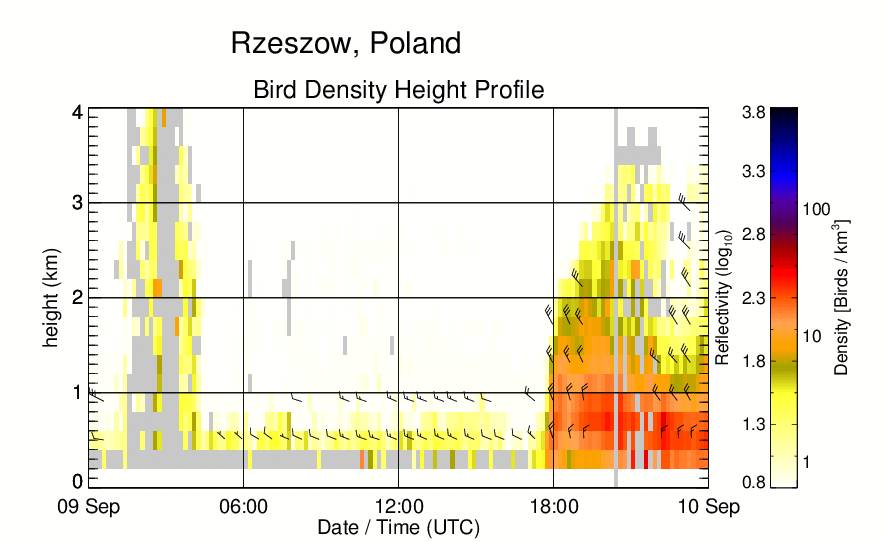 Rzeszow, Poland
Bird Density Height Profile
height (km)
4
3
2
1
0
09 Sep 06:00 12:00 18:00 10 Sep
Date / Time (UTC)
Reflectivity (log10)
3.8
3.3
2.8
2.3
1.8
1.3
0.8
100
10
1
Density [Birds / km³]